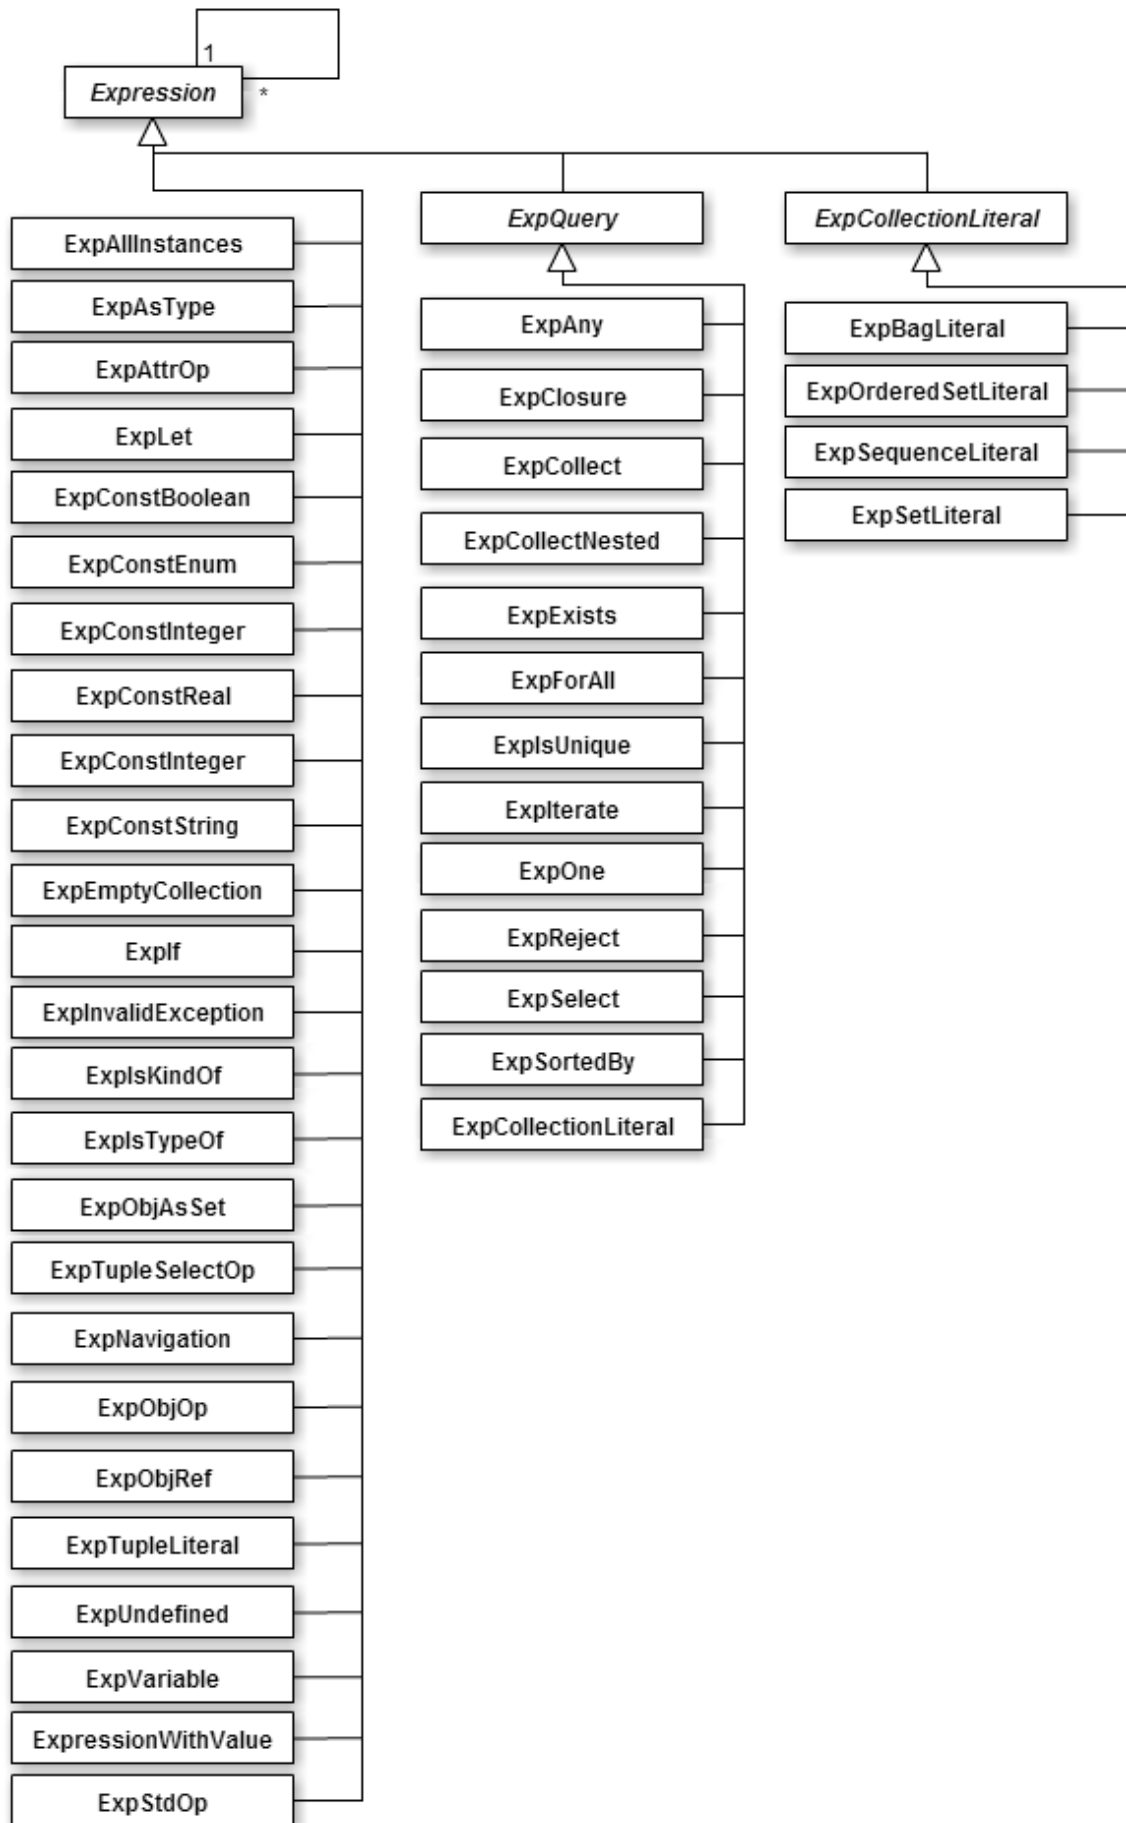 1
Expression
*
ExpQuery
ExpCollectionLiteral
ExpAllInstances
ExpAsType
ExpAttrOp
ExpLet
ExpConstBoolean
ExpConstEnum
ExpConstInteger
ExpConstReal
ExpConstInteger
ExpConstString
ExpEmptyCollection
ExpIf
ExpInvalidException
ExpIsKindOf
ExpIsTypeOf
ExpObjAsSet
ExpTupleSelectOp
ExpNavigation
ExpObjOp
ExpObjRef
ExpTupleLiteral
ExpUndefined
ExpVariable
ExpressionWithValue
ExpStdOp
ExpAny
ExpClosure
ExpCollect
ExpCollectNested
ExpExists
ExpForAll
ExpIsUnique
ExpIterate
ExpOne
ExpReject
ExpSelect
ExpSortedBy
ExpCollectionLiteral
ExpBagLiteral
ExpOrderedSetLiteral
ExpSequenceLiteral
ExpSetLiteral